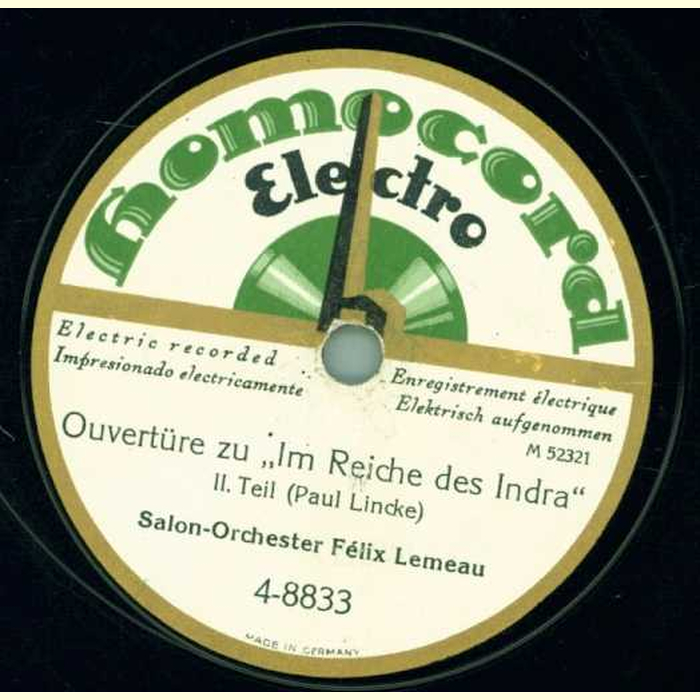 Homocord
Electro
Electric recorded
Impresionado electricamente
Enregistrement électrique
Elektrisch aufgenommen
M 52321
Ouvertüre zu „Im Reiche des Indra“
II. Teil (Paul Lincke)
Salon-Orchester Félix Lemeau
4-8833
MADE IN GERMANY